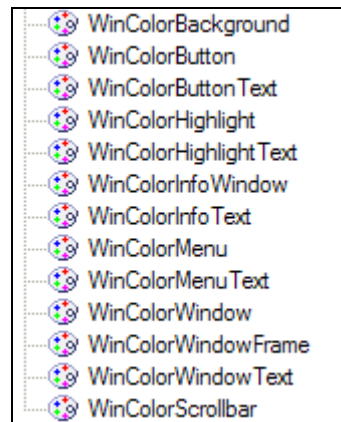 WinColorBackground
WinColorButton
WinColorButtonText
WinColorHighlight
WinColorHighlightText
WinColorInfoWindow
WinColorInfoText
WinColorMenu
WinColorMenuText
WinColorWindow
WinColorWindowFrame
WinColorWindowText
WinColorScrollbar